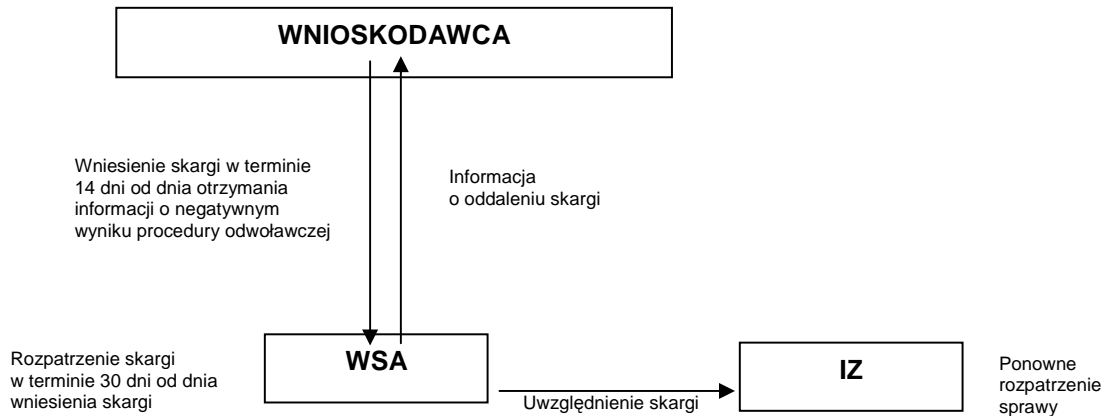 WNIOSKODAWCA
Wniesienie skargi w terminie
14 dni od dnia otrzymania
informacji o negatywnym
wyniku procedury odwoławczej
Informacja
o oddaleniu skargi
Rozpatrzenie skargi
w terminie 30 dni od dnia
wniesienia skargi
WSA
Uwzględnienie skargi
IZ
Ponowne
rozpatrzenie
sprawy